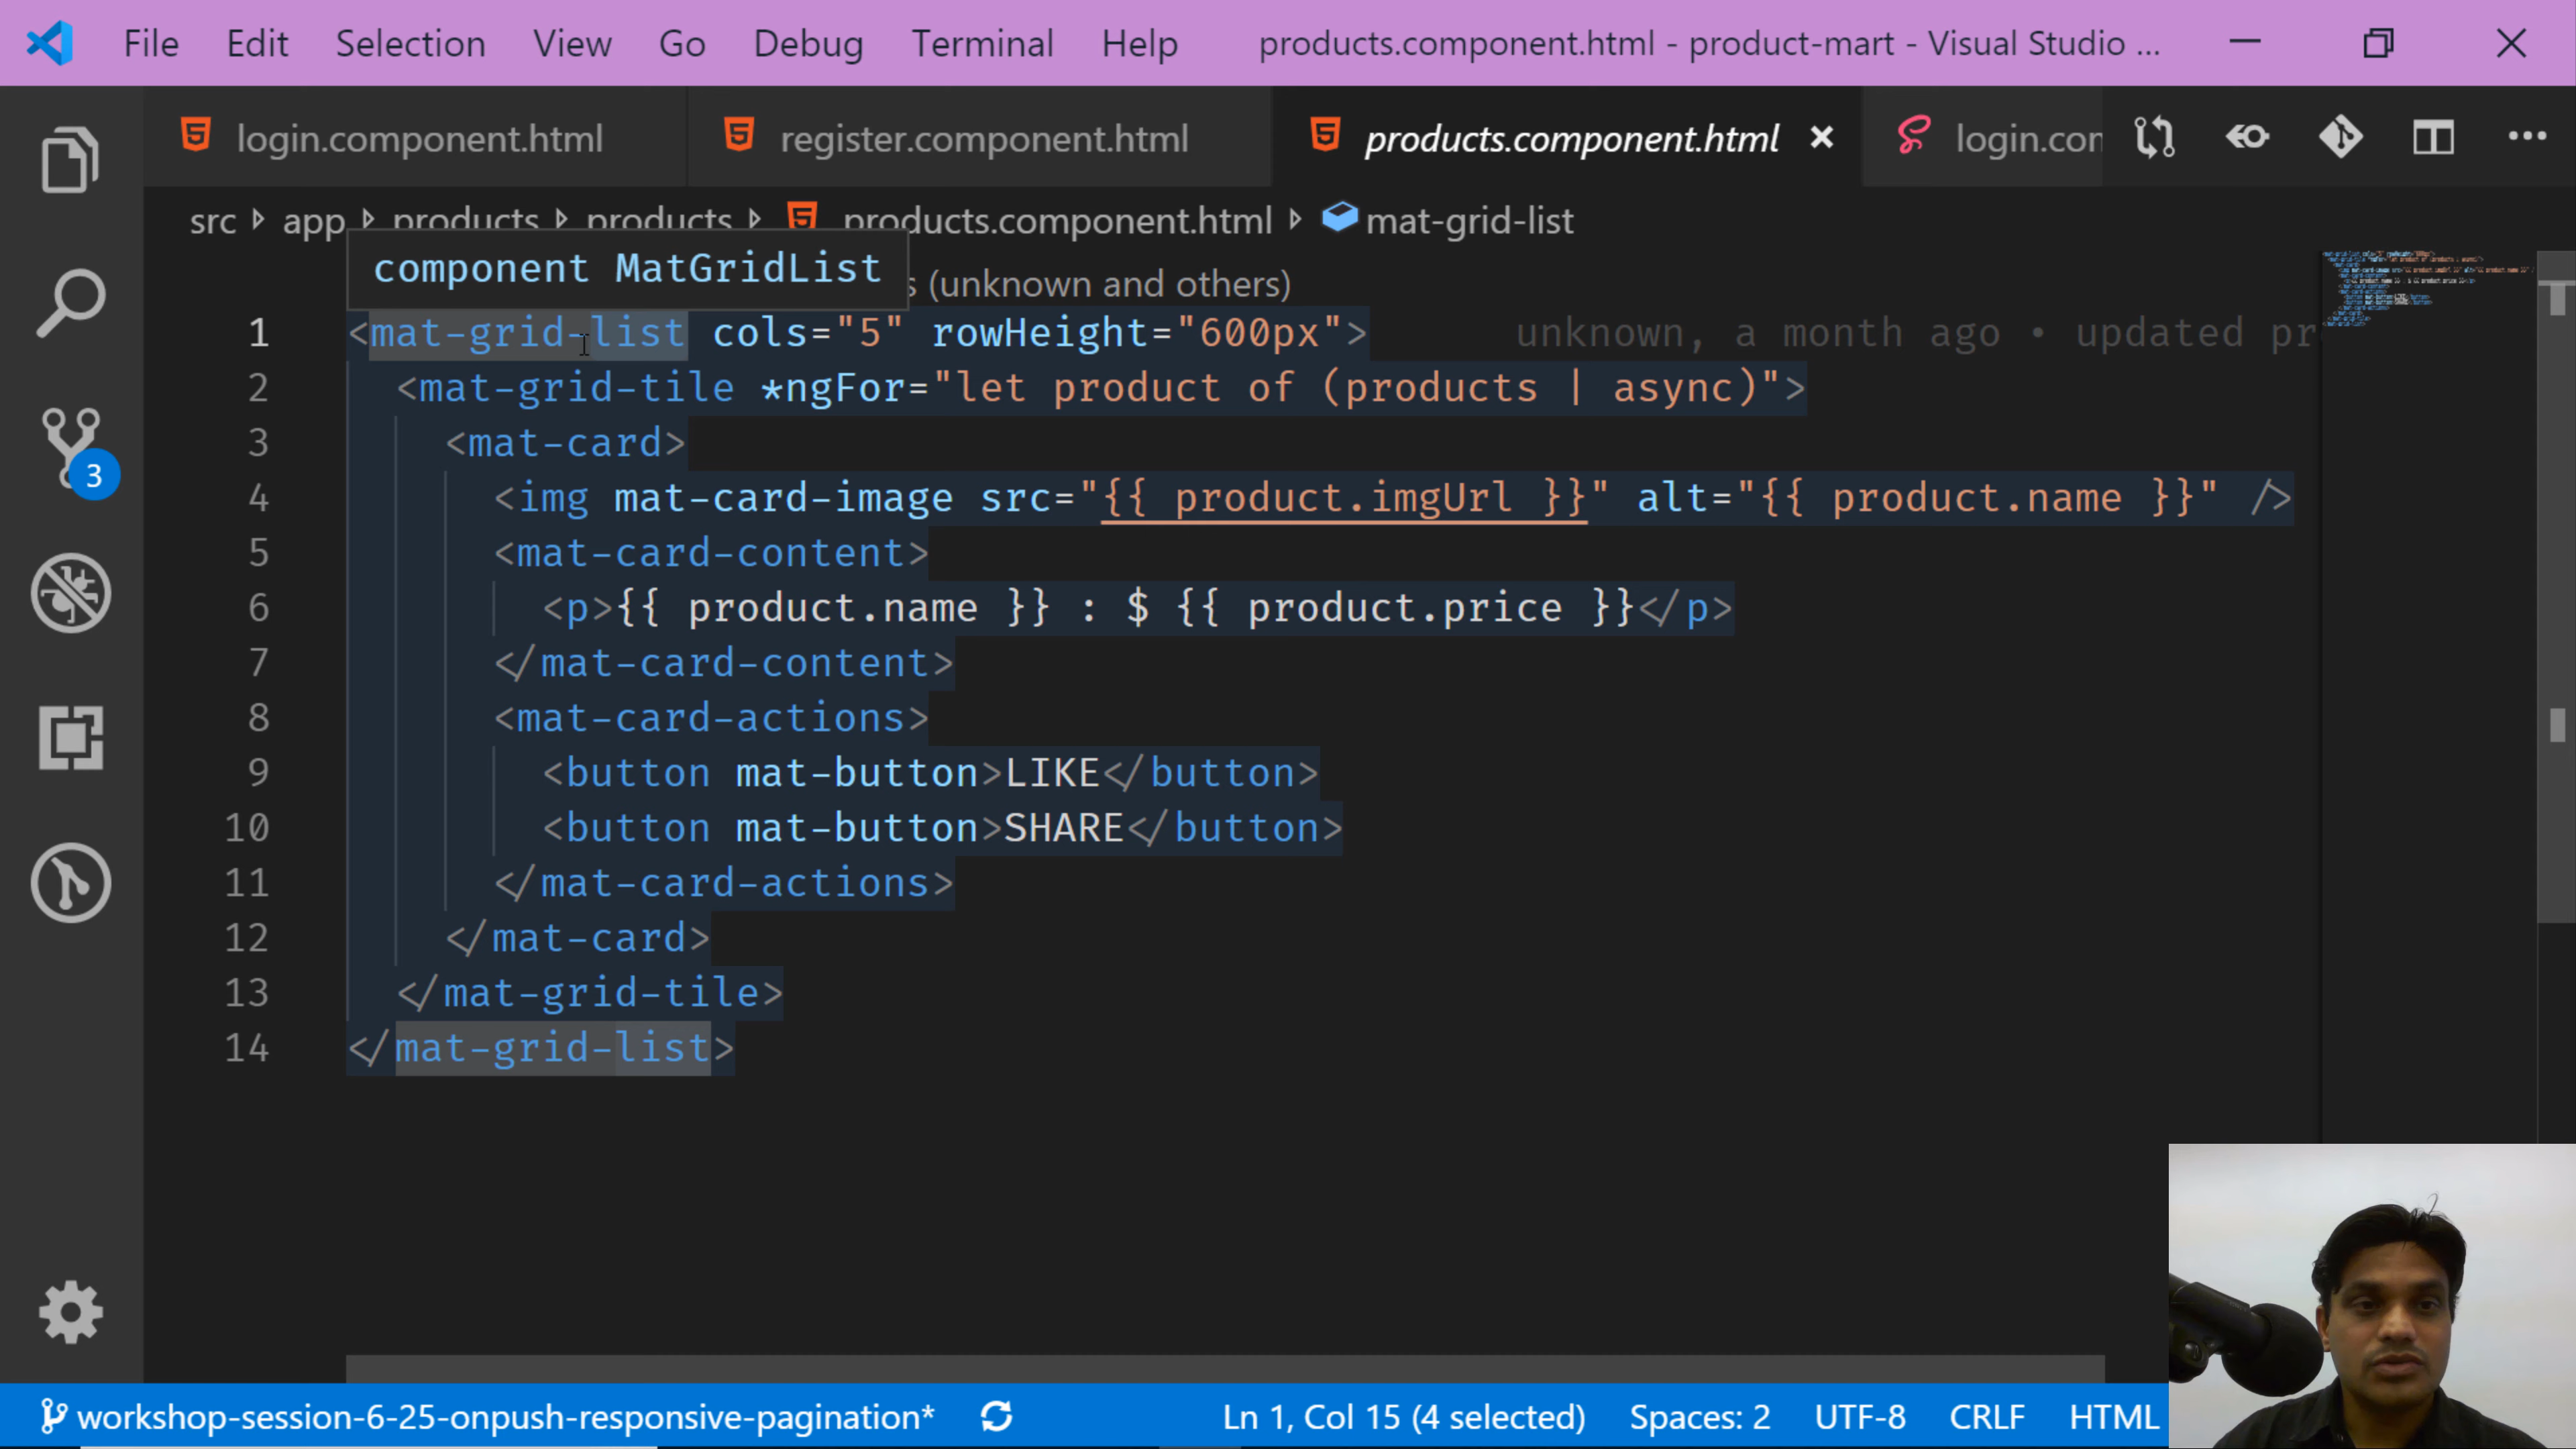 File Edit Selection View Go Debug Terminal Help products.component.html - product-mart - Visual Studio ...
login.component.html register.component.html products.component.html login.con
src app products products products.component.html mat-grid-list
component MatGridList
s (unknown and others)
1 <mat-grid-list cols="5" rowHeight="600px"> unknown, a month ago • updated pr
2 <mat-grid-tile *ngFor="let product of (products | async)">
3 <mat-card>
4 <img mat-card-image src="{{ product.imgUrl }}" alt="{{ product.name }}" />
5 <mat-card-content>
6 <p>{{ product.name }} : $ {{ product.price }}</p>
7 </mat-card-content>
8 <mat-card-actions>
9 <button mat-button>LIKE</button>
10 <button mat-button>SHARE</button>
11 </mat-card-actions>
12 </mat-card>
13 </mat-grid-tile>
14 </mat-grid-list>
3
workshop-session-6-25-onpush-responsive-pagination* Ln 1, Col 15 (4 selected) Spaces: 2 UTF-8 CRLF HTML